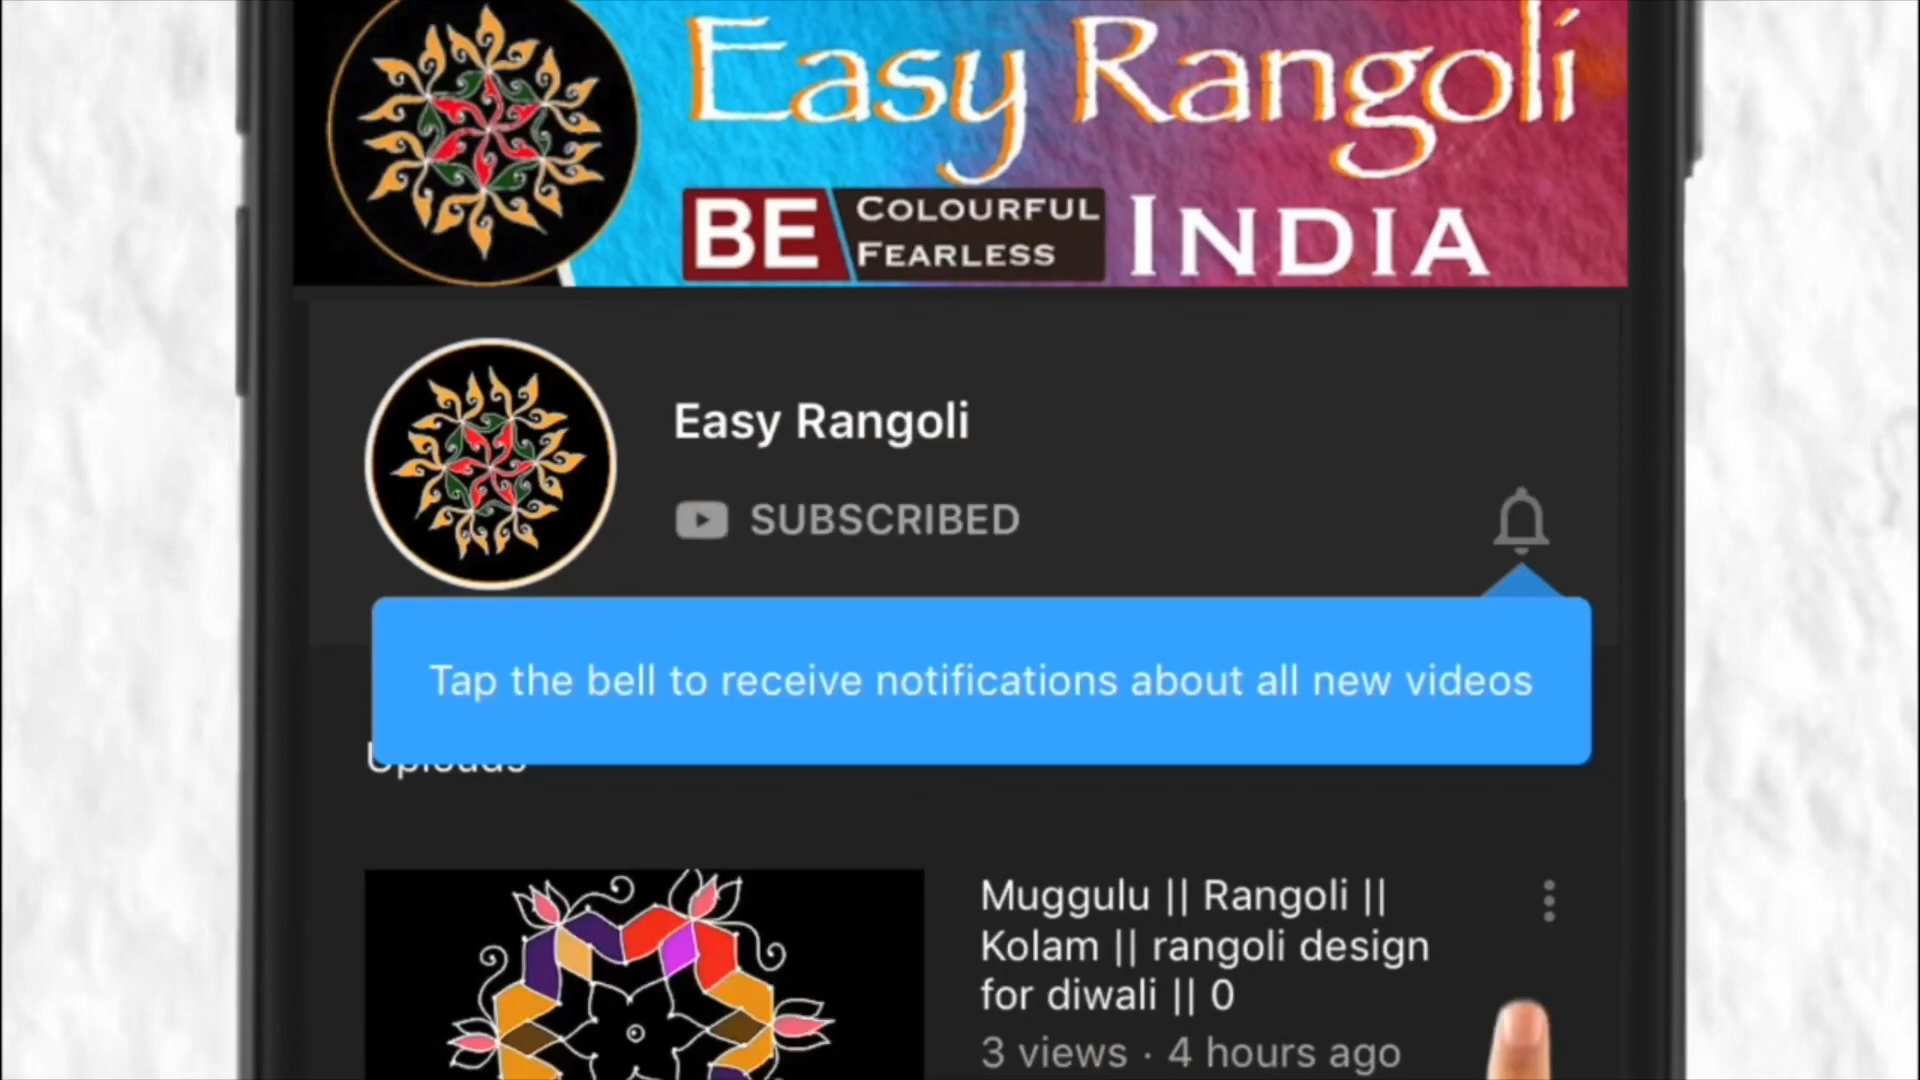 Easy Rangoli
BE COLOURFUL FEARLESS INDIA
Easy Rangoli
SUBSCRIBED
Tap the bell to receive notifications about all new videos
Uploads
Muggulu || Rangoli ||
Kolam || rangoli design
for diwali || 0
3 views · 4 hours ago